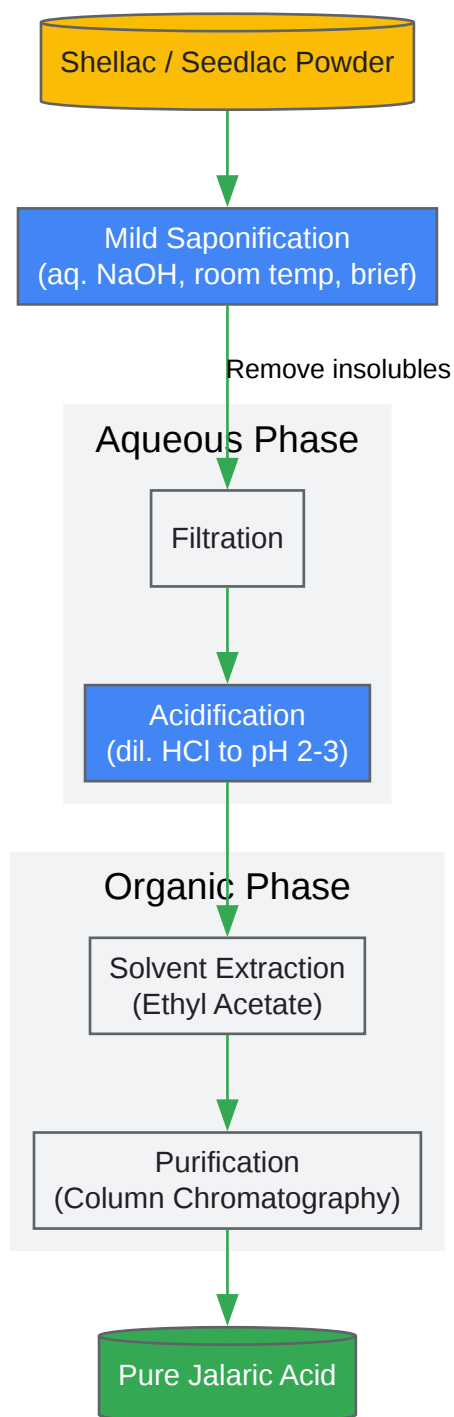 Shellac / Seedlac Powder
Mild Saponification
(aq. NaOH, room temp, brief)
Remove insolubles
Aqueous Phase
Filtration
Acidification
(dil. HCl to pH 2-3)
Organic Phase
Solvent Extraction
(Ethyl Acetate)
Purification
(Column Chromatography)
Pure Jalaric Acid